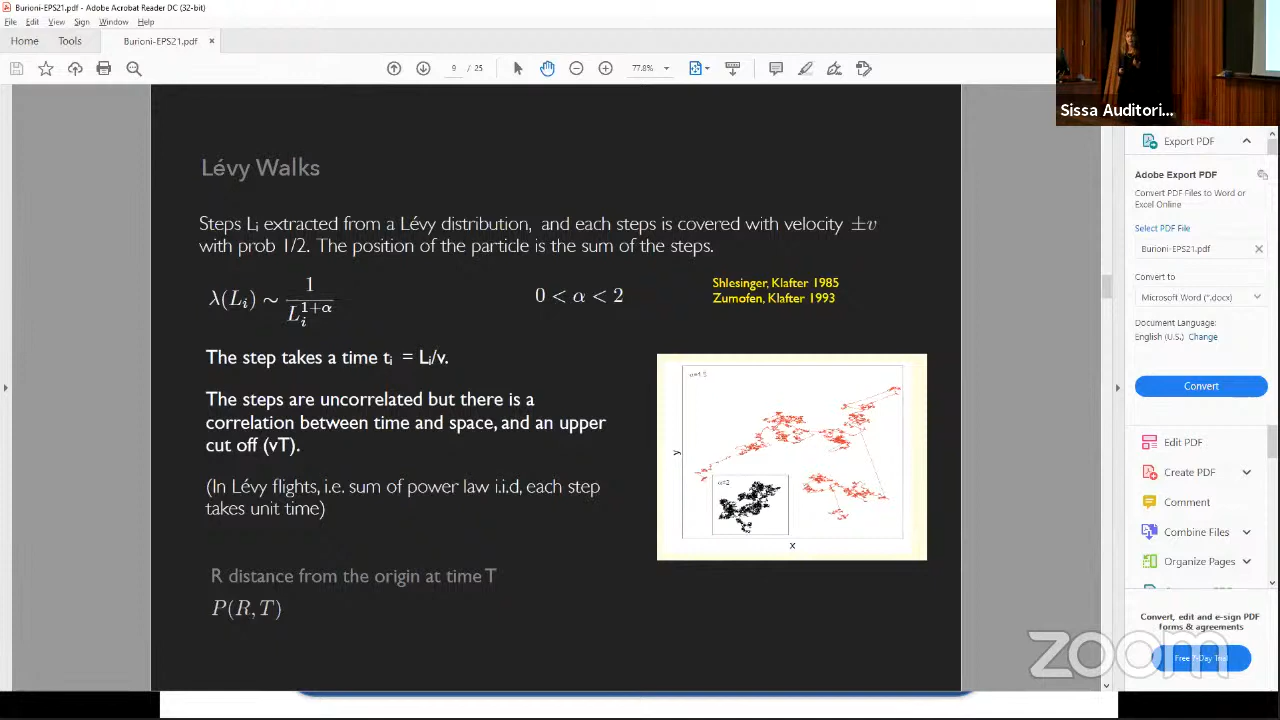 Burioni-EPS21.pdf - Adobe Acrobat Reader DC (32-bit)
File Edit View Sign Window Help
Home Tools Burioni-EPS21.pdf ×
9 / 25 77.8%
Sissa Auditori...
Lévy Walks
Steps Lᵢ extracted from a Lévy distribution, and each steps is covered with velocity ±v
with prob 1/2. The position of the particle is the sum of the steps.
λ(Lᵢ) ∼ 1 / Lᵢ^{1+α}
0 < α < 2
Shlesinger, Klafter 1985
Zumofen, Klafter 1993
The step takes a time tᵢ = Lᵢ/v.
The steps are uncorrelated but there is a
correlation between time and space, and an upper
cut off (vT).
(In Lévy flights, i.e. sum of power law i.i.d, each step
takes unit time)
α=1.5
α=2
y
x
R distance from the origin at time T
P(R, T)
Export PDF
Adobe Export PDF
Convert PDF Files to Word or
Excel Online
Select PDF File
Burioni-EPS21.pdf ×
Convert to
Microsoft Word (*.docx)
Document Language:
English (U.S.) Change
Convert
Edit PDF
Create PDF
Comment
Combine Files
Organize Pages
Convert, edit and e-sign PDF
forms & agreements
Free 7-Day Trial
zoom